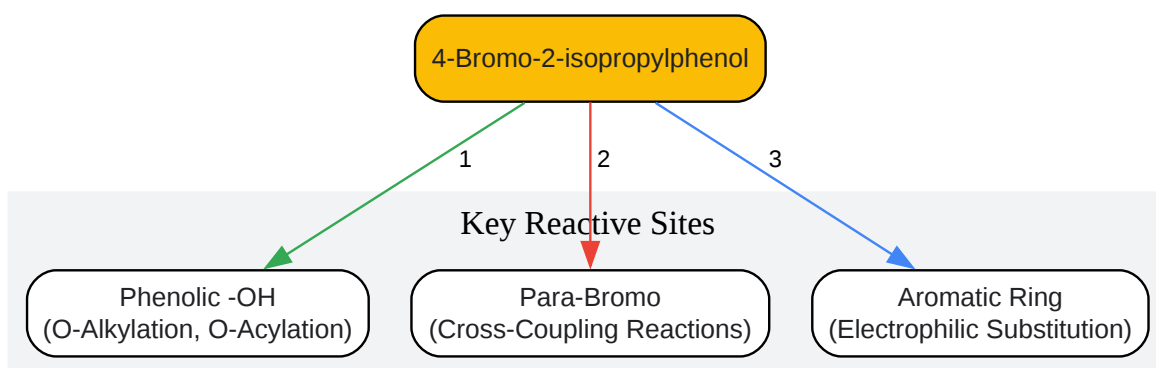 4-Bromo-2-isopropylphenol
1
2
3
Key Reactive Sites
Phenolic -OH
(O-Alkylation, O-Acylation)
Para-Bromo
(Cross-Coupling Reactions)
Aromatic Ring
(Electrophilic Substitution)